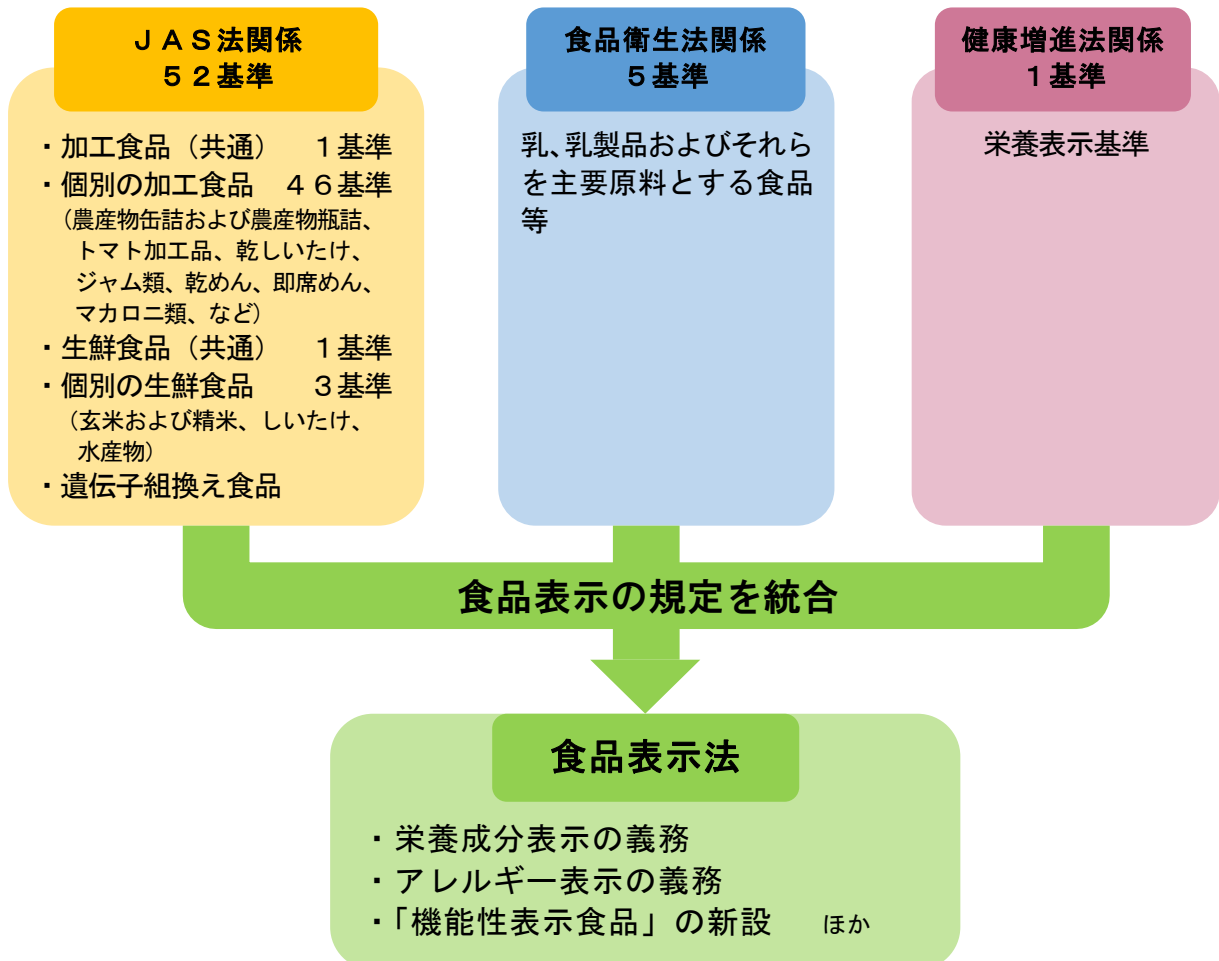 ＪＡＳ法関係
５２基準
・加工食品（共通）　１基準
・個別の加工食品　４６基準
（農産物缶詰および農産物瓶詰、
トマト加工品、乾しいたけ、
ジャム類、乾めん、即席めん、
マカロニ類、など）
・生鮮食品（共通）　１基準
・個別の生鮮食品　３基準
（玄米および精米、しいたけ、
水産物）
・遺伝子組換え食品
食品衛生法関係
５基準
乳、乳製品およびそれら
を主要原料とする食品
等
健康増進法関係
１基準
栄養表示基準
食品表示の規定を統合
食品表示法
・栄養成分表示の義務
・アレルギー表示の義務
・「機能性表示食品」の新設　ほか